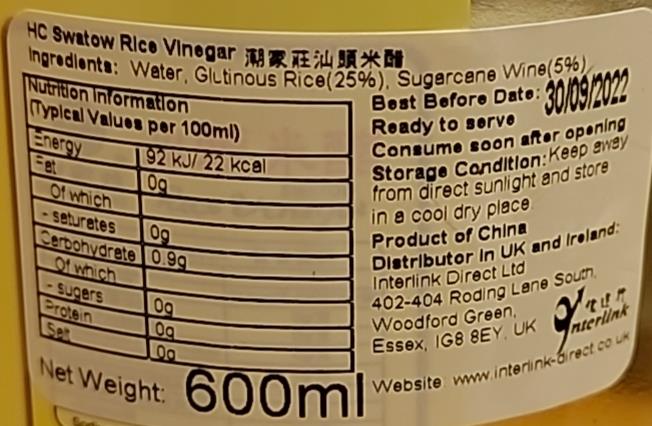 HC Swatow Rice Vinegar 潮家莊汕頭米醋
Ingredients: Water, Glutinous Rice(25%), Sugarcane Wine(5%)
Nutrition Information
(Typical Values per 100ml)
Energy 92 kJ/ 22 kcal
Fat 0g
Of which
- saturates 0g
Carbohydrate 0.9g
Of which
- sugars 0g
Protein 0g
Salt 0g
Net Weight: 600ml
Best Before Date: 30/09/2022
Ready to serve
Consume soon after opening
Storage Condition: Keep away
from direct sunlight and store
in a cool dry place.
Product of China
Distributor in UK and Ireland:
Interlink Direct Ltd
402-404 Roding Lane South,
Woodford Green,
Essex, IG8 8EY. UK
nterlink
Website: www.interlink-direct.co.uk